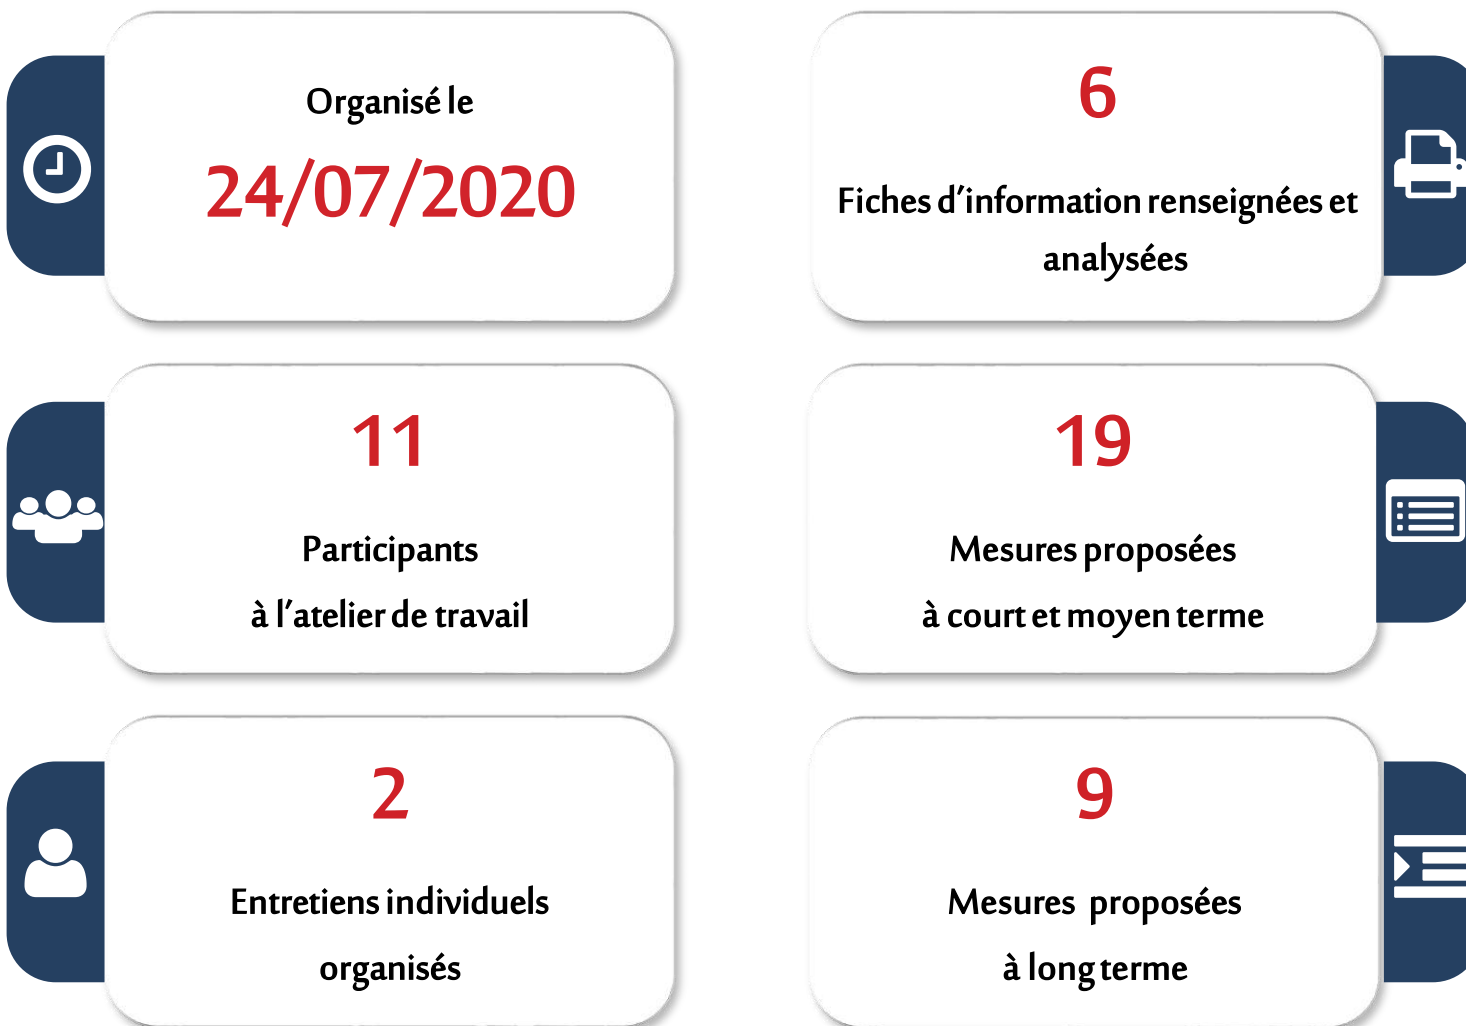 Organisé le
24/07/2020
6
Fiches d’information renseignées et
analysées
11
Participants
à l’atelier de travail
19
Mesures proposées
à court et moyen terme
2
Entretiens individuels
organisés
9
Mesures proposées
à long terme